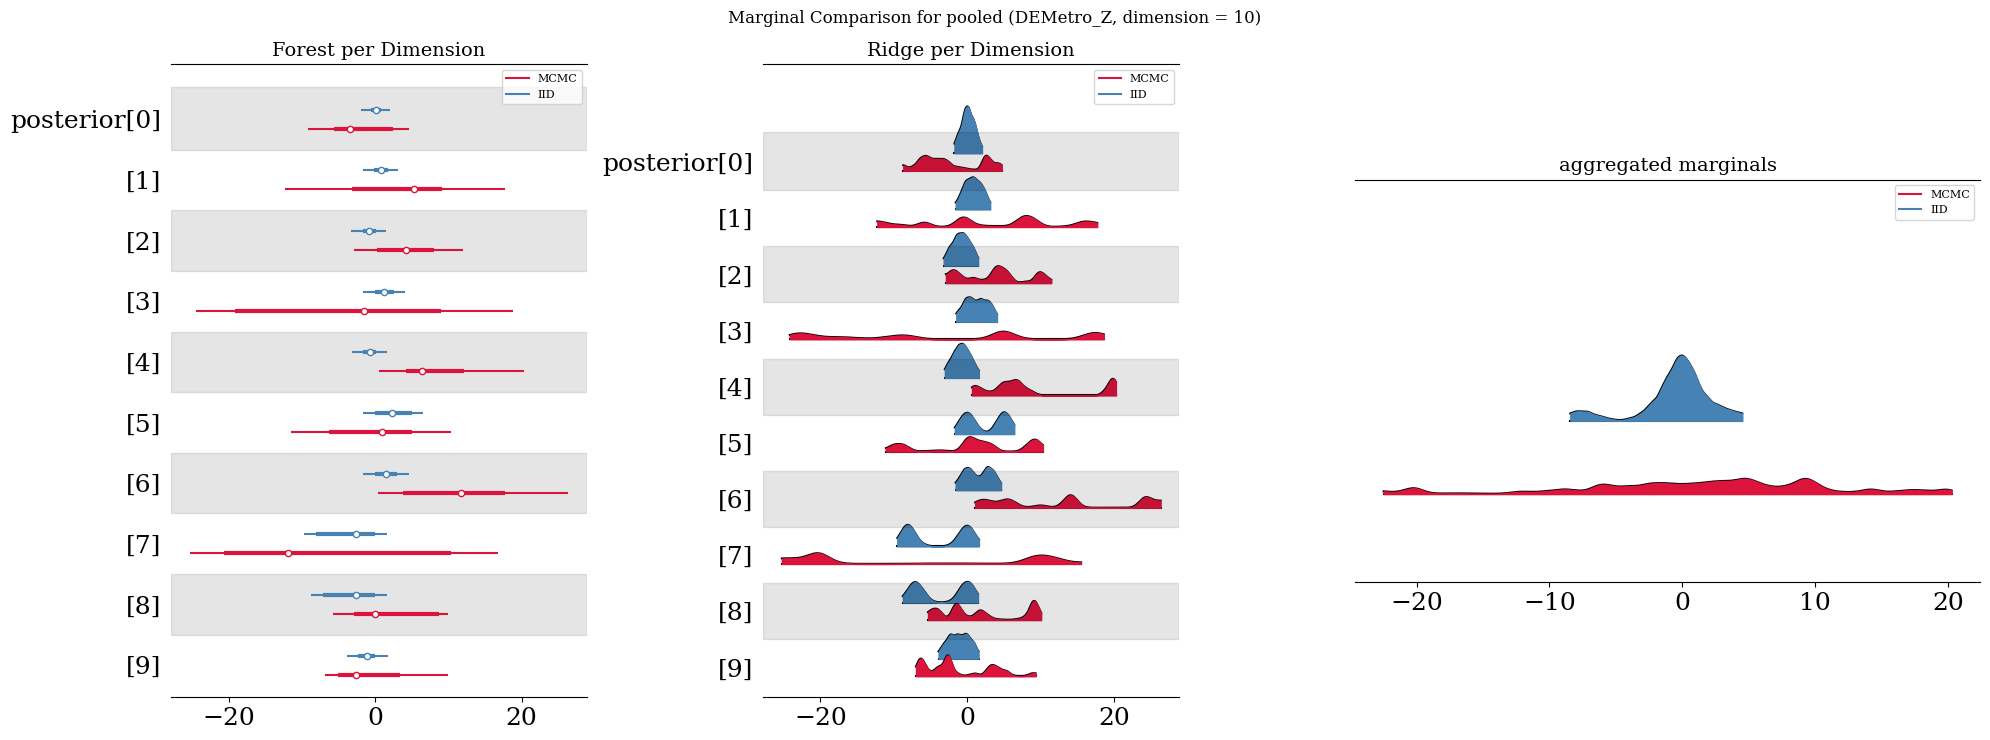 Marginal Comparison for pooled (DEMetro_Z, dimension = 10)
Forest per Dimension
MCMC
IID
posterior[0]
[1]
[2]
[3]
[4]
[5]
[6]
[7]
[8]
[9]
−20 0 20
Ridge per Dimension
MCMC
IID
posterior[0]
[1]
[2]
[3]
[4]
[5]
[6]
[7]
[8]
[9]
−20 0 20
aggregated marginals
MCMC
IID
−20 −10 0 10 20